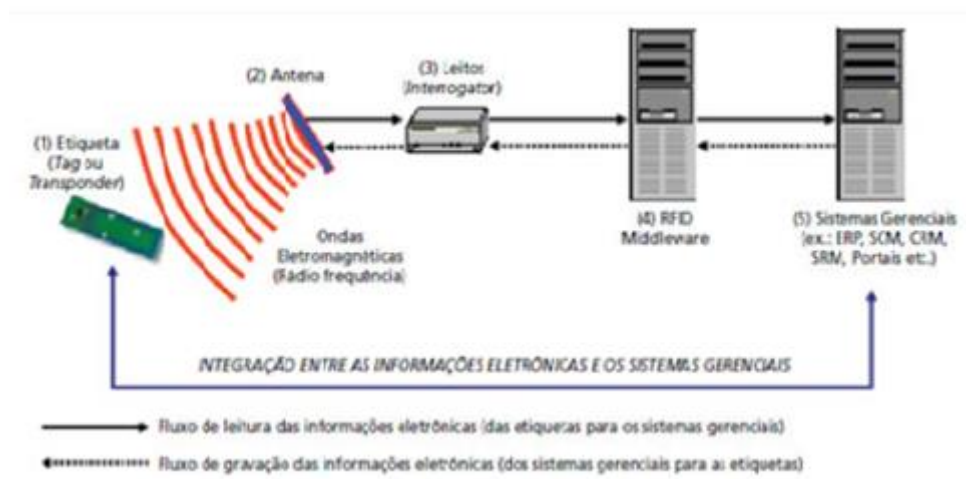 (1) Etiqueta
(Tag ou
Transponder)
(2) Antena
(3) Leitos
(Interrogator)
Ondas
Eletromagnéticas
(Rádio frequência)
(4) RFID
Middleware
(5) Sistemas Gerenciais
(ex.: ERP, SCM, CRM,
SRM, Portais etc.)
INTEGRAÇÃO ENTRE AS INFORMAÇÕES ELETRÔNICAS E OS SISTEMAS GERENCIAIS
Fluxo de leitura das informações eletrônicas (das etiquetas para os sistemas gerenciais)
Fluxo de gravação das informações eletrônicas (dos sistemas gerenciais para as etiquetas)